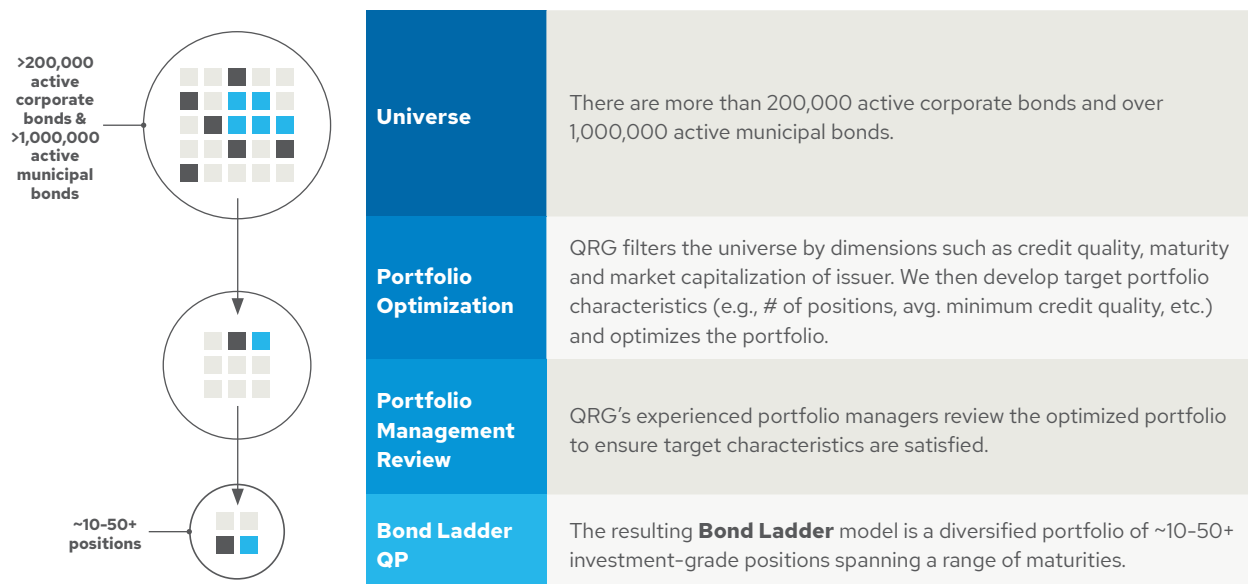 >200,000
active
corporate
bonds &
>1,000,000
active
municipal
bonds
Universe
There are more than 200,000 active corporate bonds and over
1,000,000 active municipal bonds.
Portfolio
Optimization
QRG filters the universe by dimensions such as credit quality, maturity
and market capitalization of issuer. We then develop target portfolio
characteristics (e.g., # of positions, avg. minimum credit quality, etc.)
and optimizes the portfolio.
Portfolio
Management
Review
QRG’s experienced portfolio managers review the optimized portfolio
to ensure target characteristics are satisfied.
~10-50+
positions
Bond Ladder
QP
The resulting Bond Ladder model is a diversified portfolio of ~10-50+
investment-grade positions spanning a range of maturities.